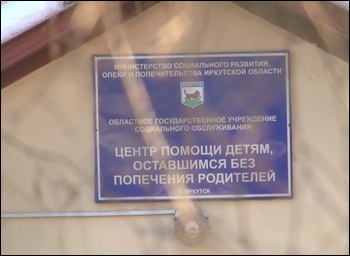 МИНИСТЕРСТВО СОЦИАЛЬНОГО РАЗВИТИЯ,
ОПЕКИ И ПОПЕЧИТЕЛЬСТВА ИРКУТСКОЙ ОБЛАСТИ
ОБЛАСТНОЕ ГОСУДАРСТВЕННОЕ УЧРЕЖДЕНИЕ
СОЦИАЛЬНОГО ОБСЛУЖИВАНИЯ
ЦЕНТР ПОМОЩИ ДЕТЯМ,
ОСТАВШИМСЯ БЕЗ
ПОПЕЧЕНИЯ РОДИТЕЛЕЙ
ИРКУТСК